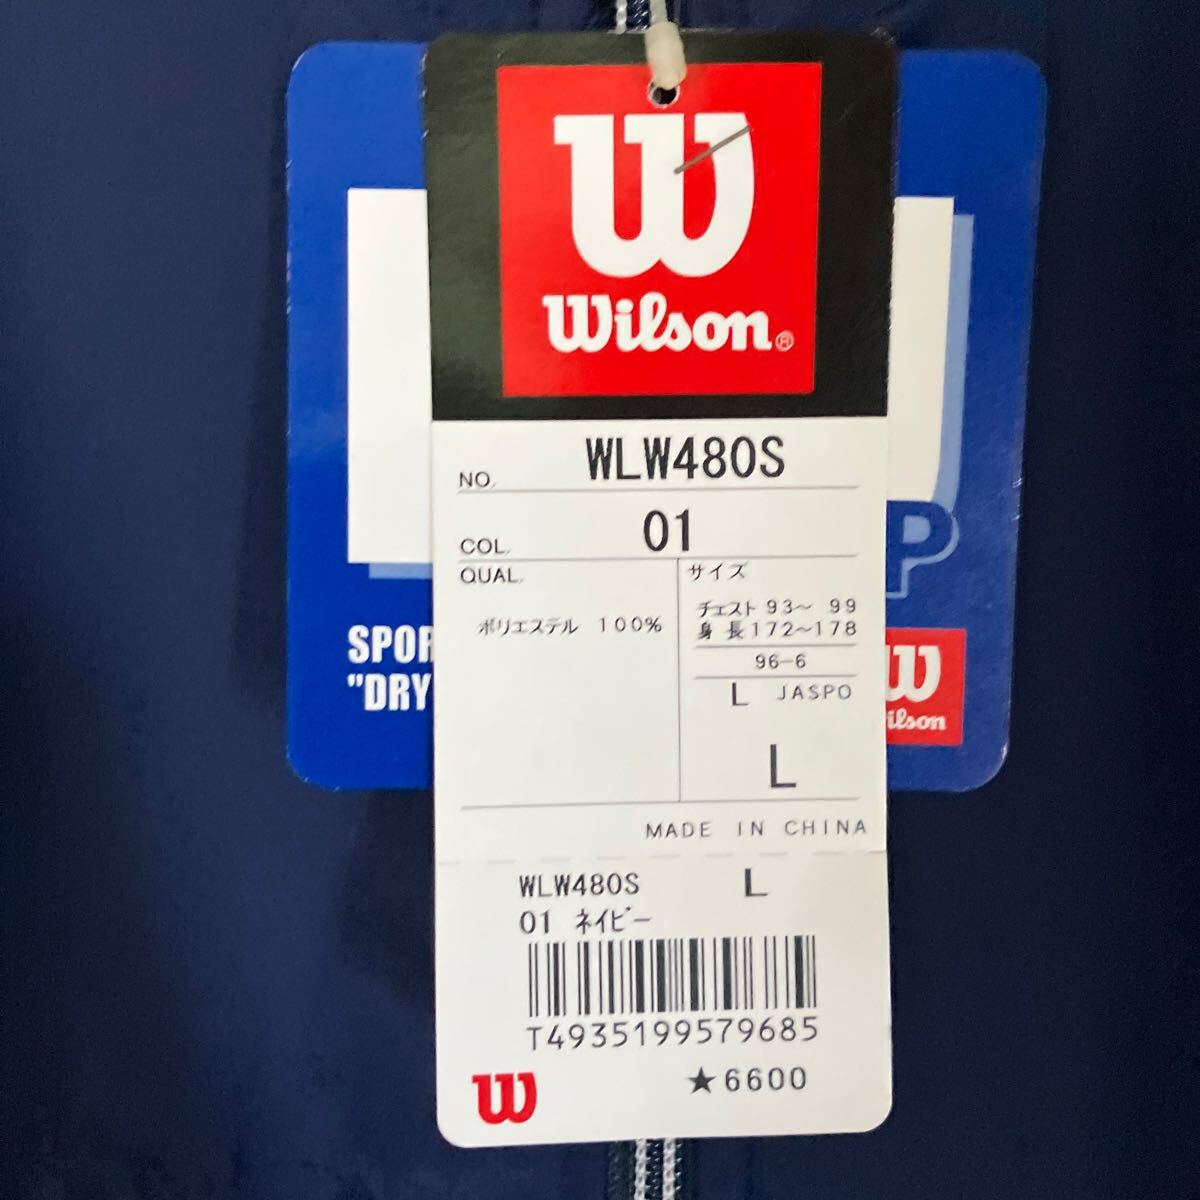 W
Wilson®
NO. WLW480S
COL. 01
QUAL.
ポリエステル 100%
サイズ
チェスト 93〜 99
身 長 172〜178
96-6
L JASPO
L
MADE IN CHINA
WLW480S L
01 ネイビー
T4935199579685
★6600
W
SPOR
"DRY
P
W
ilson